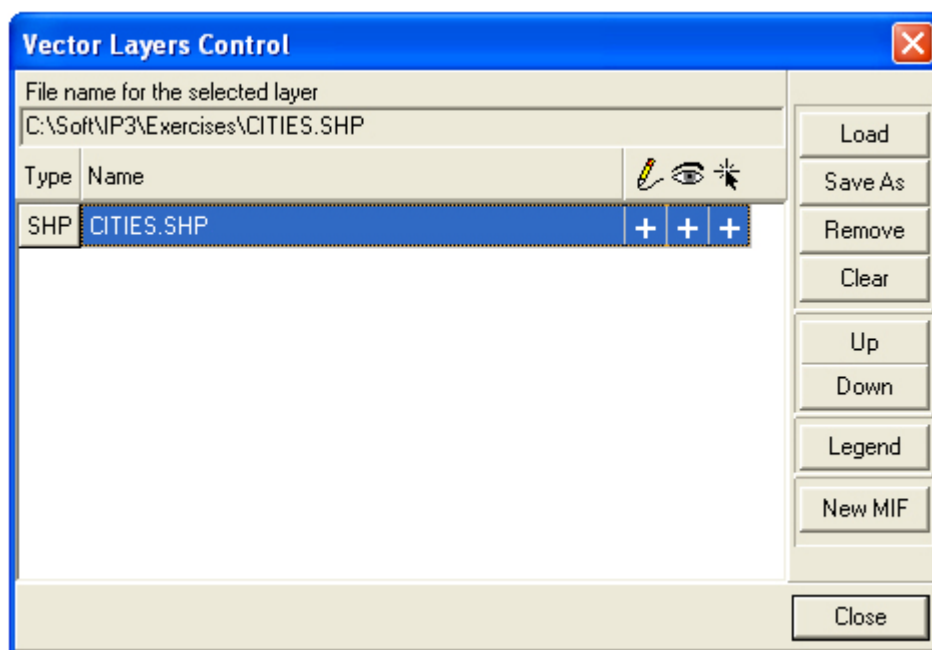 Vector Layers Control
File name for the selected layer
C:\Soft\IP3\Exercises\CITIES.SHP
Type Name
SHP CITIES.SHP + + +
Load
Save As
Remove
Clear
Up
Down
Legend
New MIF
Close